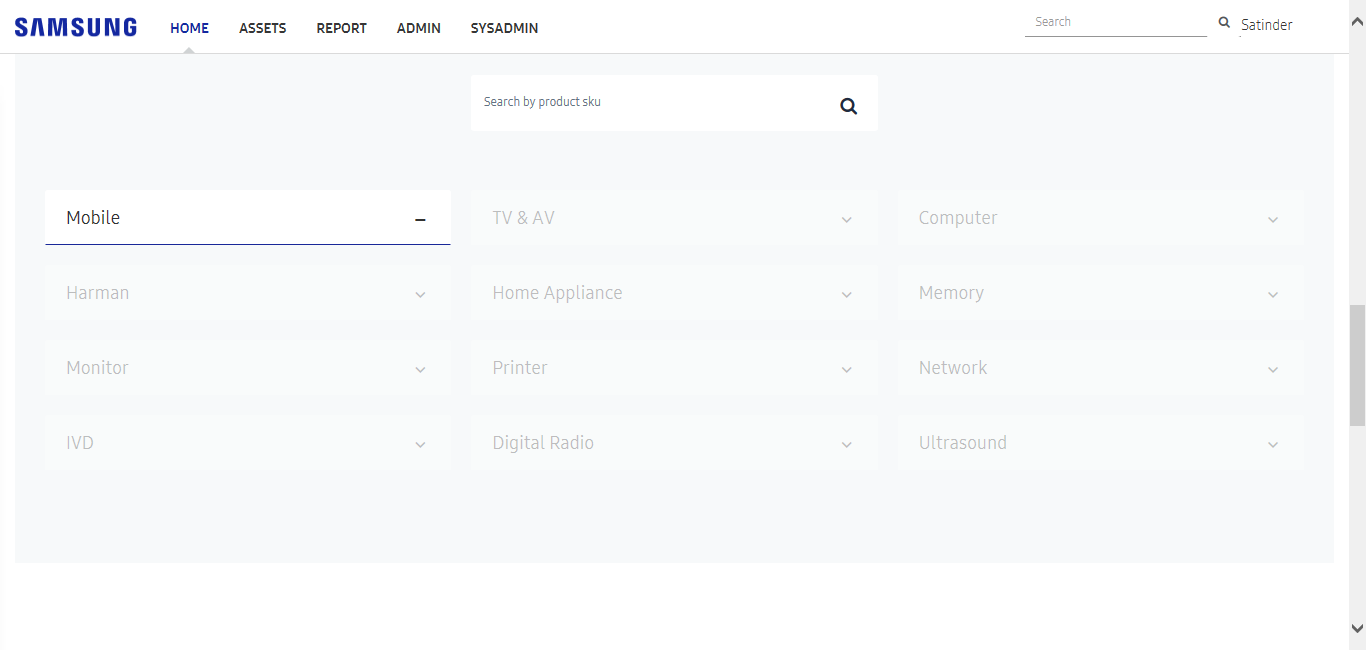 SAMSUNG HOME ASSETS REPORT ADMIN SYSADMIN Search Satinder
Search by product sku
Mobile TV & AV Computer
Harman Home Appliance Memory
Monitor Printer Network
IVD Digital Radio Ultrasound